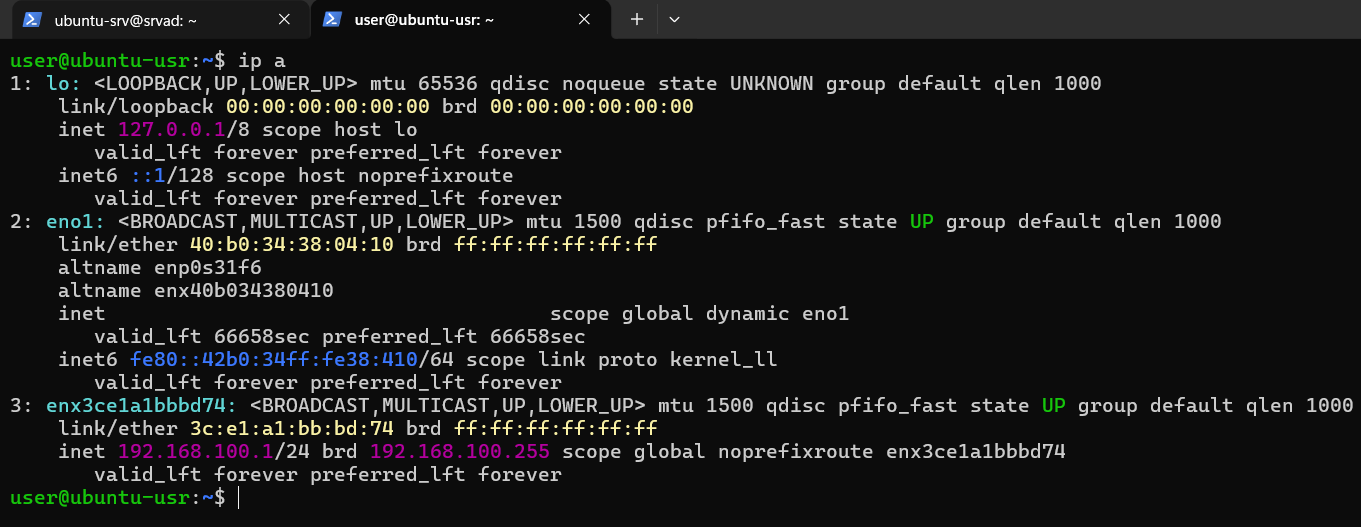 ubuntu-srv@srvad: ~
user@ubuntu-usr: ~
user@ubuntu-usr:~$ ip a
1: lo: <LOOPBACK,UP,LOWER_UP> mtu 65536 qdisc noqueue state UNKNOWN group default qlen 1000
    link/loopback 00:00:00:00:00:00 brd 00:00:00:00:00:00
    inet 127.0.0.1/8 scope host lo
       valid_lft forever preferred_lft forever
    inet6 ::1/128 scope host noprefixroute
       valid_lft forever preferred_lft forever
2: eno1: <BROADCAST,MULTICAST,UP,LOWER_UP> mtu 1500 qdisc pfifo_fast state UP group default qlen 1000
    link/ether 40:b0:34:38:04:10 brd ff:ff:ff:ff:ff:ff
    altname enp0s31f6
    altname enx40b034380410
    inet                                     scope global dynamic eno1
       valid_lft 66658sec preferred_lft 66658sec
    inet6 fe80::42b0:34ff:fe38:410/64 scope link proto kernel_ll
       valid_lft forever preferred_lft forever
3: enx3ce1a1bbbd74: <BROADCAST,MULTICAST,UP,LOWER_UP> mtu 1500 qdisc pfifo_fast state UP group default qlen 1000
    link/ether 3c:e1:a1:bb:bd:74 brd ff:ff:ff:ff:ff:ff
    inet 192.168.100.1/24 brd 192.168.100.255 scope global noprefixroute enx3ce1a1bbbd74
       valid_lft forever preferred_lft forever
user@ubuntu-usr:~$